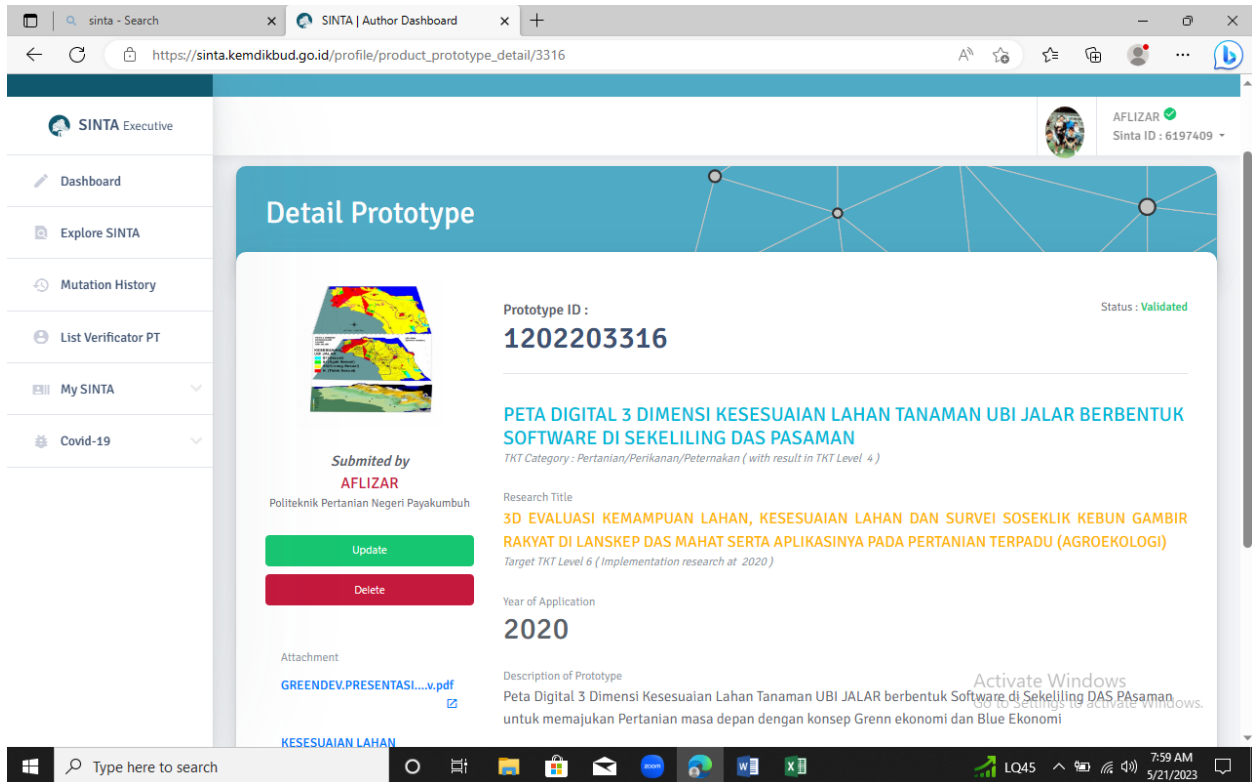 sinta - Search
SINTA | Author Dashboard
https://sinta.kemdikbud.go.id/profile/product_prototype_detail/3316
SINTA Executive
AFLIZAR
Sinta ID : 6197409
Dashboard
Explore SINTA
Mutation History
List Verificator PT
My SINTA
Covid-19
Detail Prototype
Submited by
AFLIZAR
Politeknik Pertanian Negeri Payakumbuh
Update
Delete
Attachment
GREENDEV.PRESENTASI....v.pdf
KESESUAIAN LAHAN
Prototype ID :
1202203316
Status : Validated
PETA DIGITAL 3 DIMENSI KESESUAIAN LAHAN TANAMAN UBI JALAR BERBENTUK
SOFTWARE DI SEKELILING DAS PASAMAN
TKT Category : Pertanian/Perikanan/Peternakan ( with result in TKT Level 4 )
Research Title
3D EVALUASI KEMAMPUAN LAHAN, KESESUAIAN LAHAN DAN SURVEI SOSEKLIK KEBUN GAMBIR
RAKYAT DI LANSKEP DAS MAHAT SERTA APLIKASINYA PADA PERTANIAN TERPADU (AGROEKOLOGI)
Target TKT Level 6 ( Implementation research at 2020 )
Year of Application
2020
Description of Prototype
Peta Digital 3 Dimensi Kesesuaian Lahan Tanaman UBI JALAR berbentuk Software di Sekeliling DAS PAsaman
untuk memajukan Pertanian masa depan dengan konsep Grenn ekonomi dan Blue Ekonomi
Activate Windows
Go to Settings to activate Windows.
Type here to search
zoom
LQ45
7:59 AM
5/21/2023